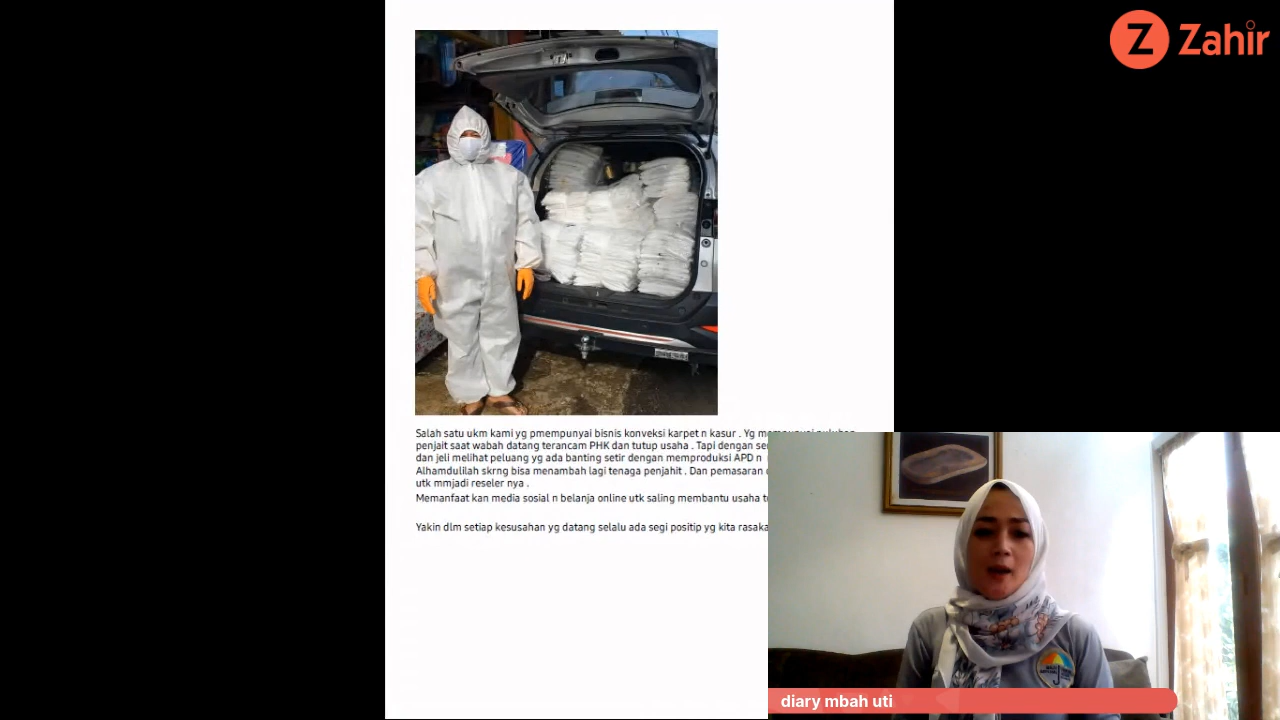 Zahir
Salah satu ukm kami yg pmempunyai bisnis konveksi karpet n kasur . Yg
penjait saat wabah datang terancam PHK dan tutup usaha . Tapi dengan
dan jeli melihat peluang yg ada banting setir dengan memproduksi APD n
Alhamdulilah skrng bisa menambah lagi tenaga penjahit . Dan pemasaran
utk mmjadi reseler nya .
Memanfaat kan media sosial n belanja online utk saling membantu usaha
Yakin dlm setiap kesusahan yg datang selalu ada segi positip yg kita
diary mbah uti